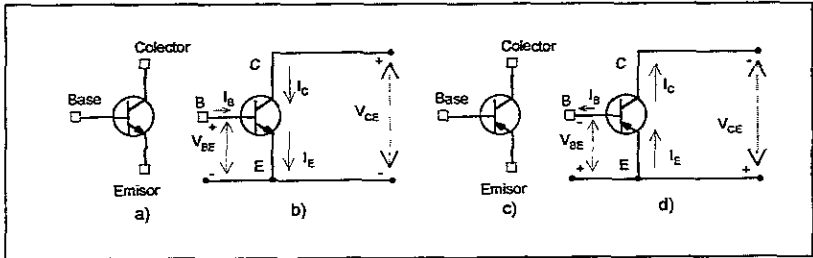 Colector
Base
Emisor
a)
C
I_C
B
I_B
+
V_BE
-
E
I_E
+
V_CE
-
b)
Colector
Base
Emisor
c)
C
I_C
B
I_B
-
V_BE
+
E
I_E
-
V_CE
+
d)